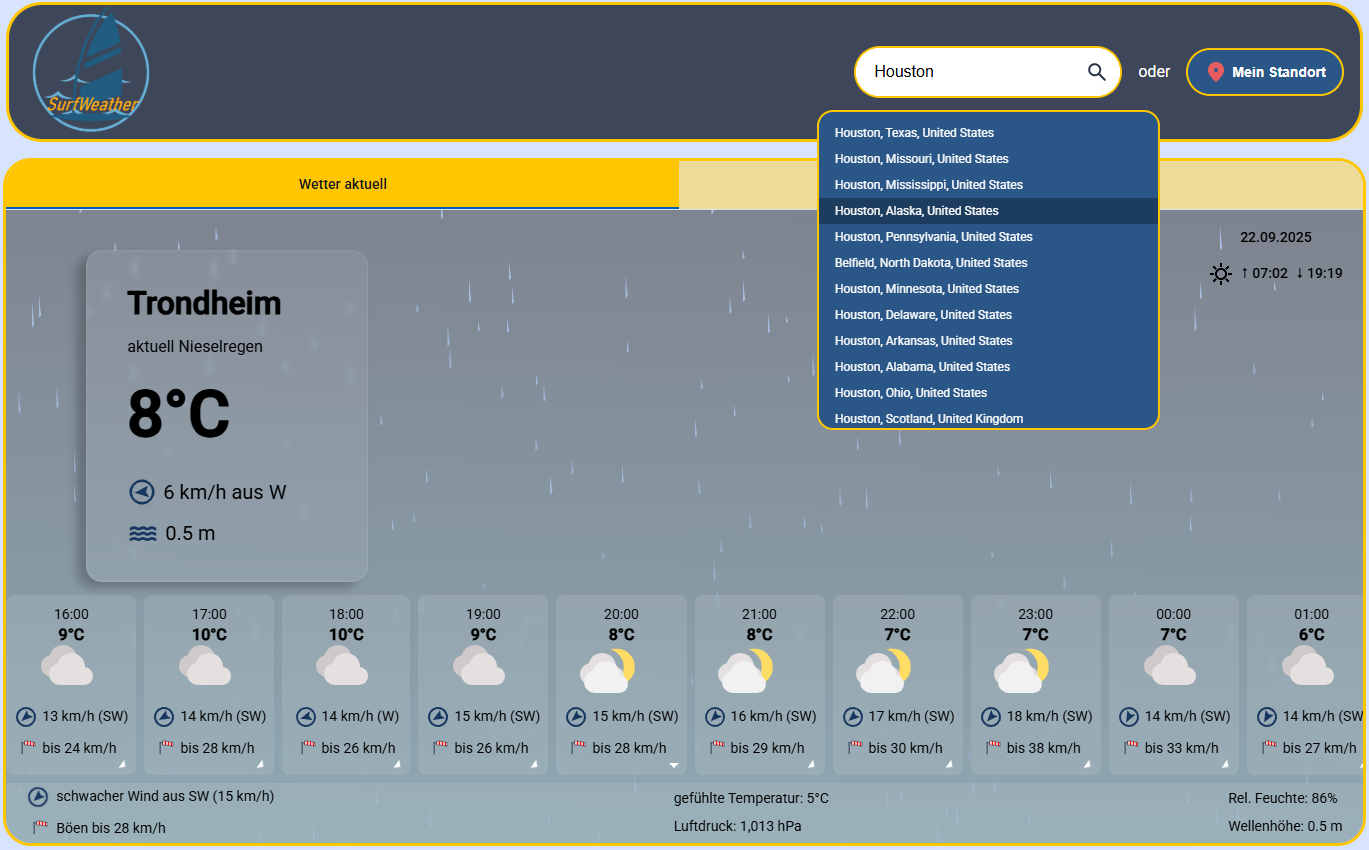 SurfWeather
Houston
oder
Mein Standort
Houston, Texas, United States
Houston, Missouri, United States
Houston, Mississippi, United States
Houston, Alaska, United States
Houston, Pennsylvania, United States
Belfield, North Dakota, United States
Houston, Minnesota, United States
Houston, Delaware, United States
Houston, Arkansas, United States
Houston, Alabama, United States
Houston, Ohio, United States
Houston, Scotland, United Kingdom
Wetter aktuell
22.09.2025
↑ 07:02 ↓ 19:19
Trondheim
aktuell Nieselregen
8°C
6 km/h aus W
0.5 m
16:00
9°C
13 km/h (SW)
bis 24 km/h
17:00
10°C
14 km/h (SW)
bis 28 km/h
18:00
10°C
14 km/h (W)
bis 26 km/h
19:00
9°C
15 km/h (SW)
bis 26 km/h
20:00
8°C
15 km/h (SW)
bis 28 km/h
21:00
8°C
16 km/h (SW)
bis 29 km/h
22:00
7°C
17 km/h (SW)
bis 30 km/h
23:00
7°C
18 km/h (SW)
bis 38 km/h
00:00
7°C
14 km/h (SW)
bis 33 km/h
01:00
6°C
14 km/h (SW
bis 27 km/h
schwacher Wind aus SW (15 km/h)
Böen bis 28 km/h
gefühlte Temperatur: 5°C
Luftdruck: 1,013 hPa
Rel. Feuchte: 86%
Wellenhöhe: 0.5 m